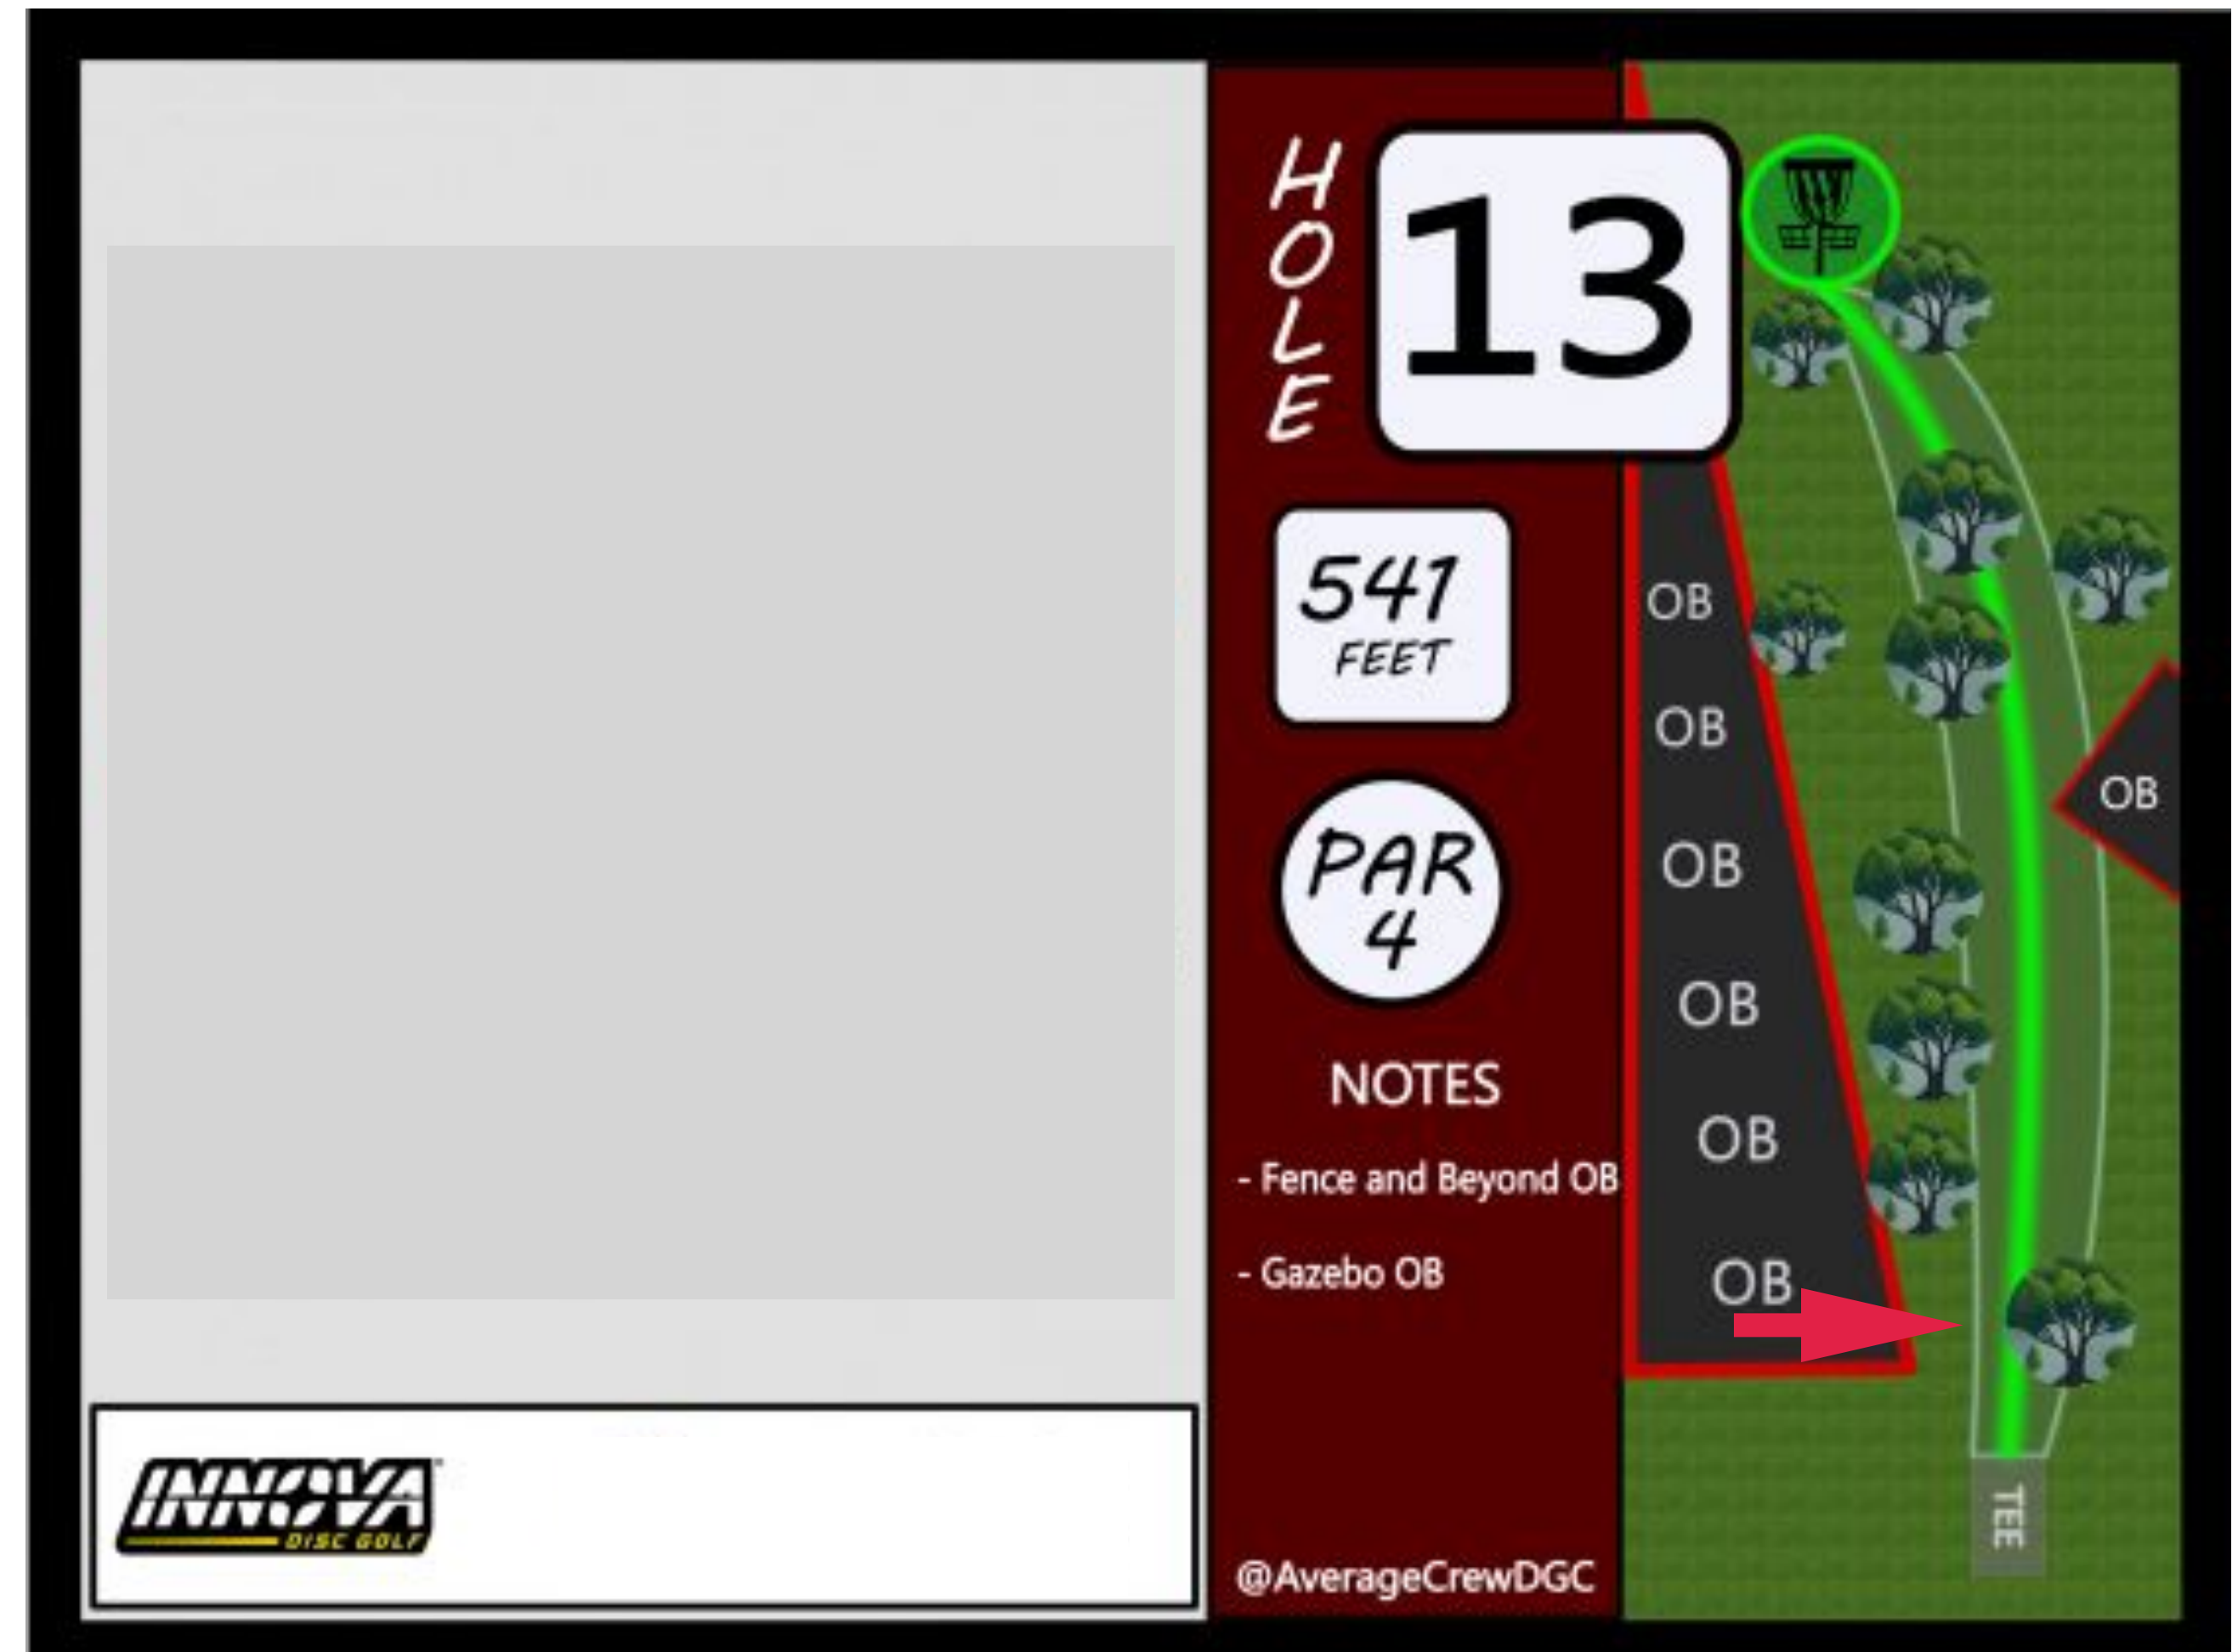 HOLE
13
541
FEET
PAR
4
NOTES
- Fence and Beyond OB
- Gazebo OB
@AverageCrewDGC
OB
OB
OB
OB
OB
OB
OB
TEE
INNOVA
DISC GOLF